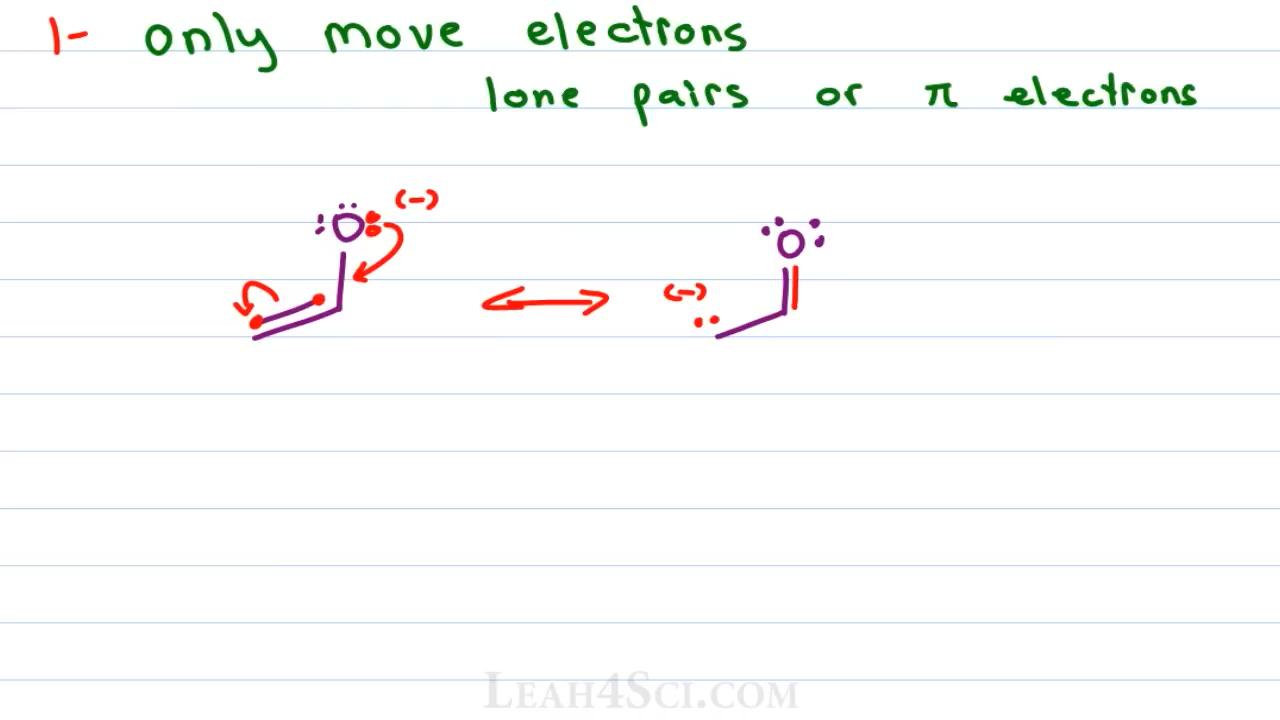 1- only move electrons
lone pairs or π electrons
(-)
:O:
(-)
O
LEAH4SCI.COM